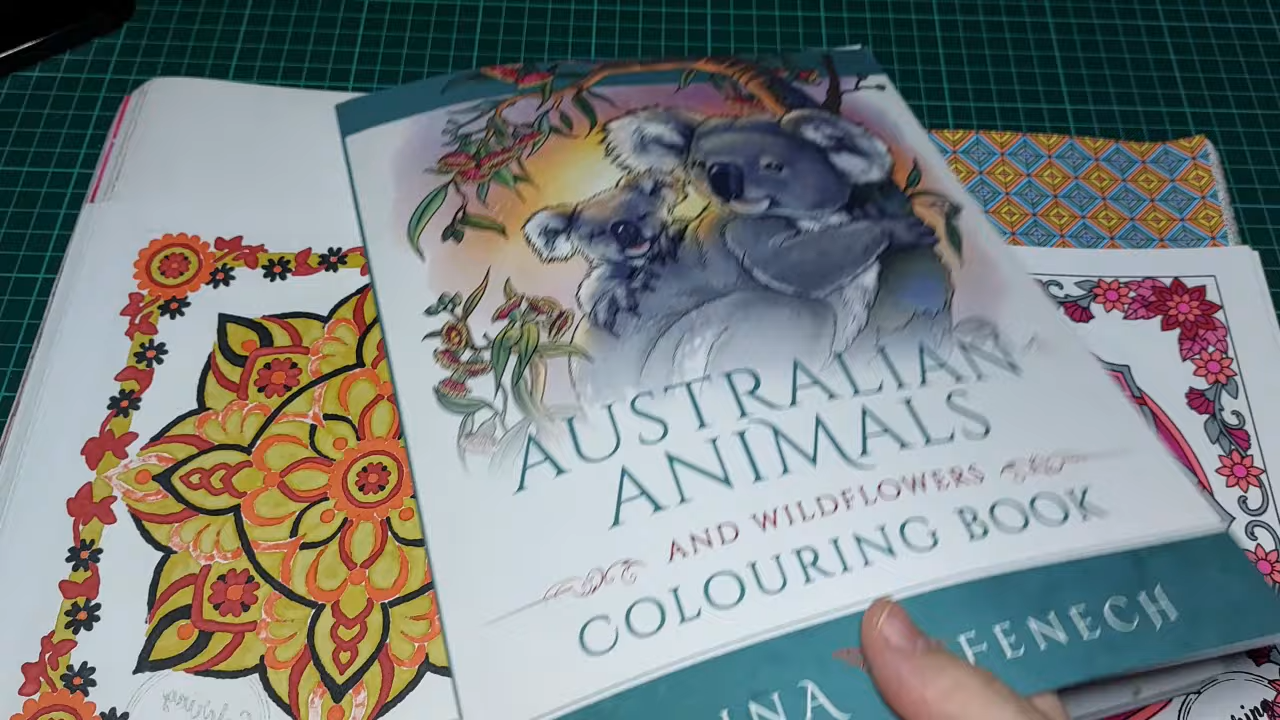 AUSTRALIAN
ANIMALS
AND WILDFLOWERS
COLOURING BOOK
FENECH